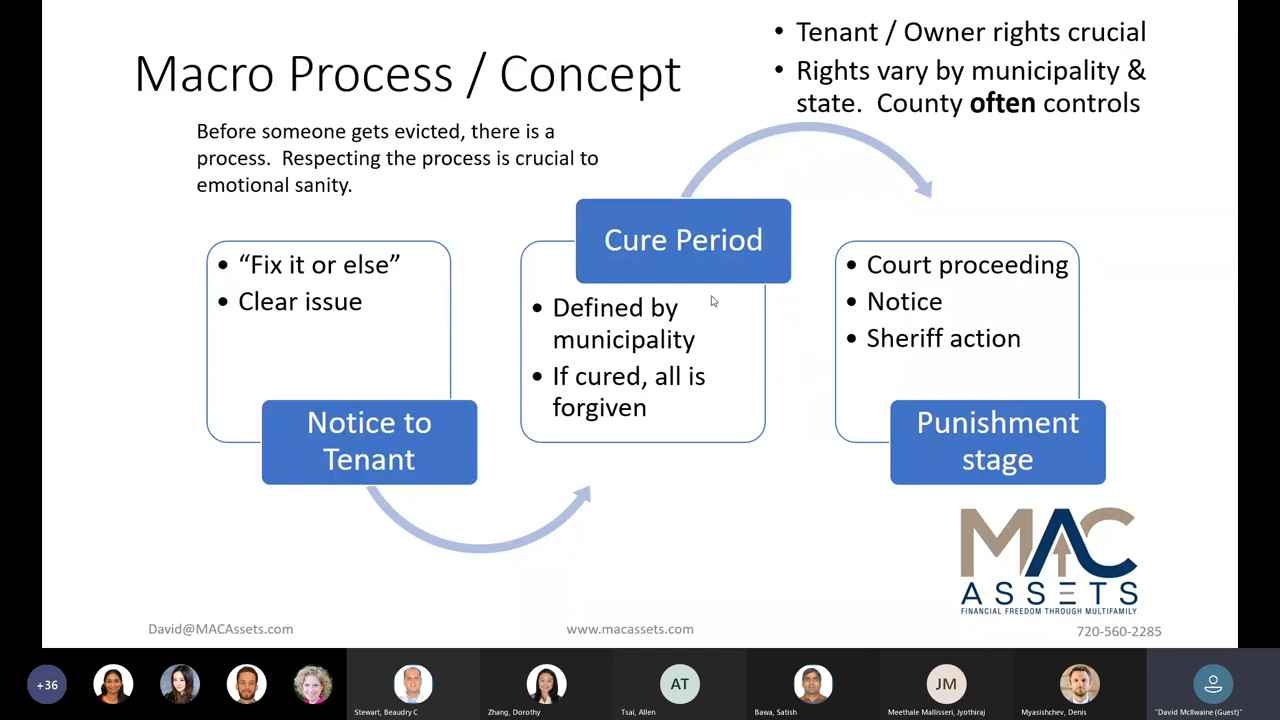 Macro Process / Concept
• Tenant / Owner rights crucial
• Rights vary by municipality &
state.  County often controls
Before someone gets evicted, there is a
process.  Respecting the process is crucial to
emotional sanity.
• “Fix it or else”
• Clear issue
Notice to
Tenant
Cure Period
• Defined by
municipality
• If cured, all is
forgiven
• Court proceeding
• Notice
• Sheriff action
Punishment
stage
MAC
ASSETS
FINANCIAL FREEDOM THROUGH MULTIFAMILY
David@MACAssets.com
www.macassets.com
720-560-2285
+36
Stewart, Beaudry C
Zhang, Dorothy
AT
Tsai, Allen
Bawa, Satish
JM
Meethale Mallisseri, Jyothiraj
Myasishchev, Denis
"David McIlwaine (Guest)"